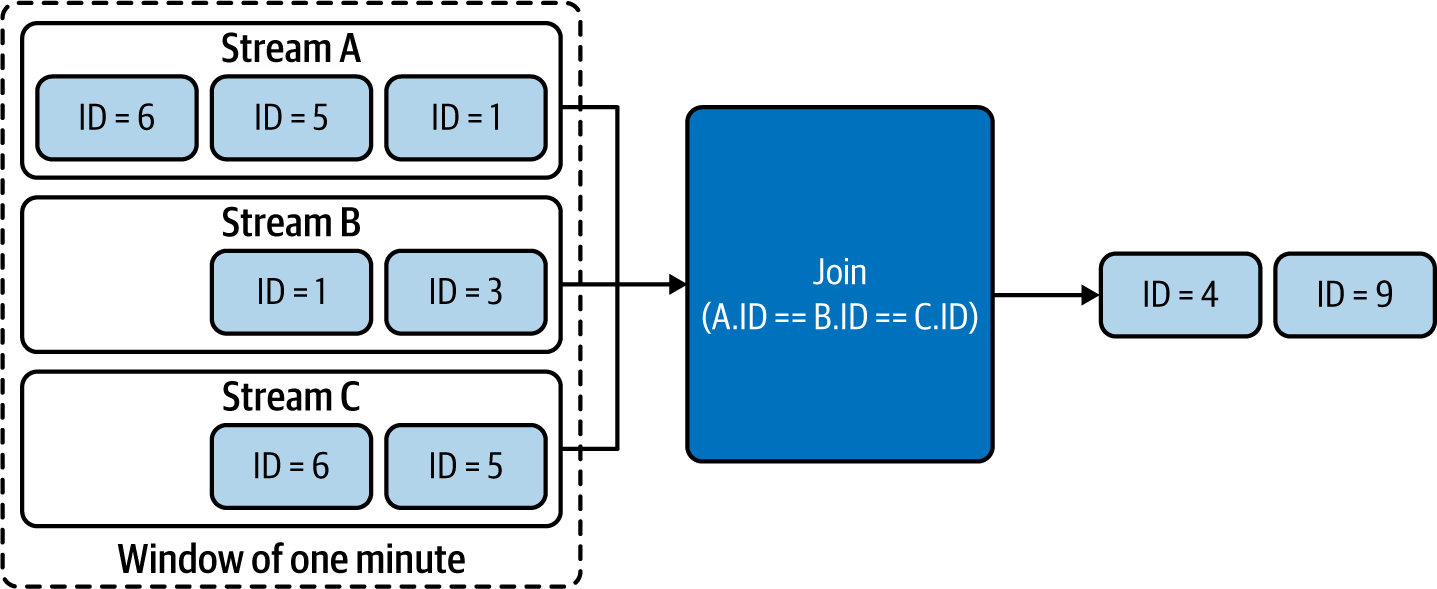 Stream A
ID = 6
ID = 5
ID = 1
Stream B
ID = 1
ID = 3
Stream C
ID = 6
ID = 5
Window of one minute
Join
(A.ID == B.ID == C.ID)
ID = 4
ID = 9